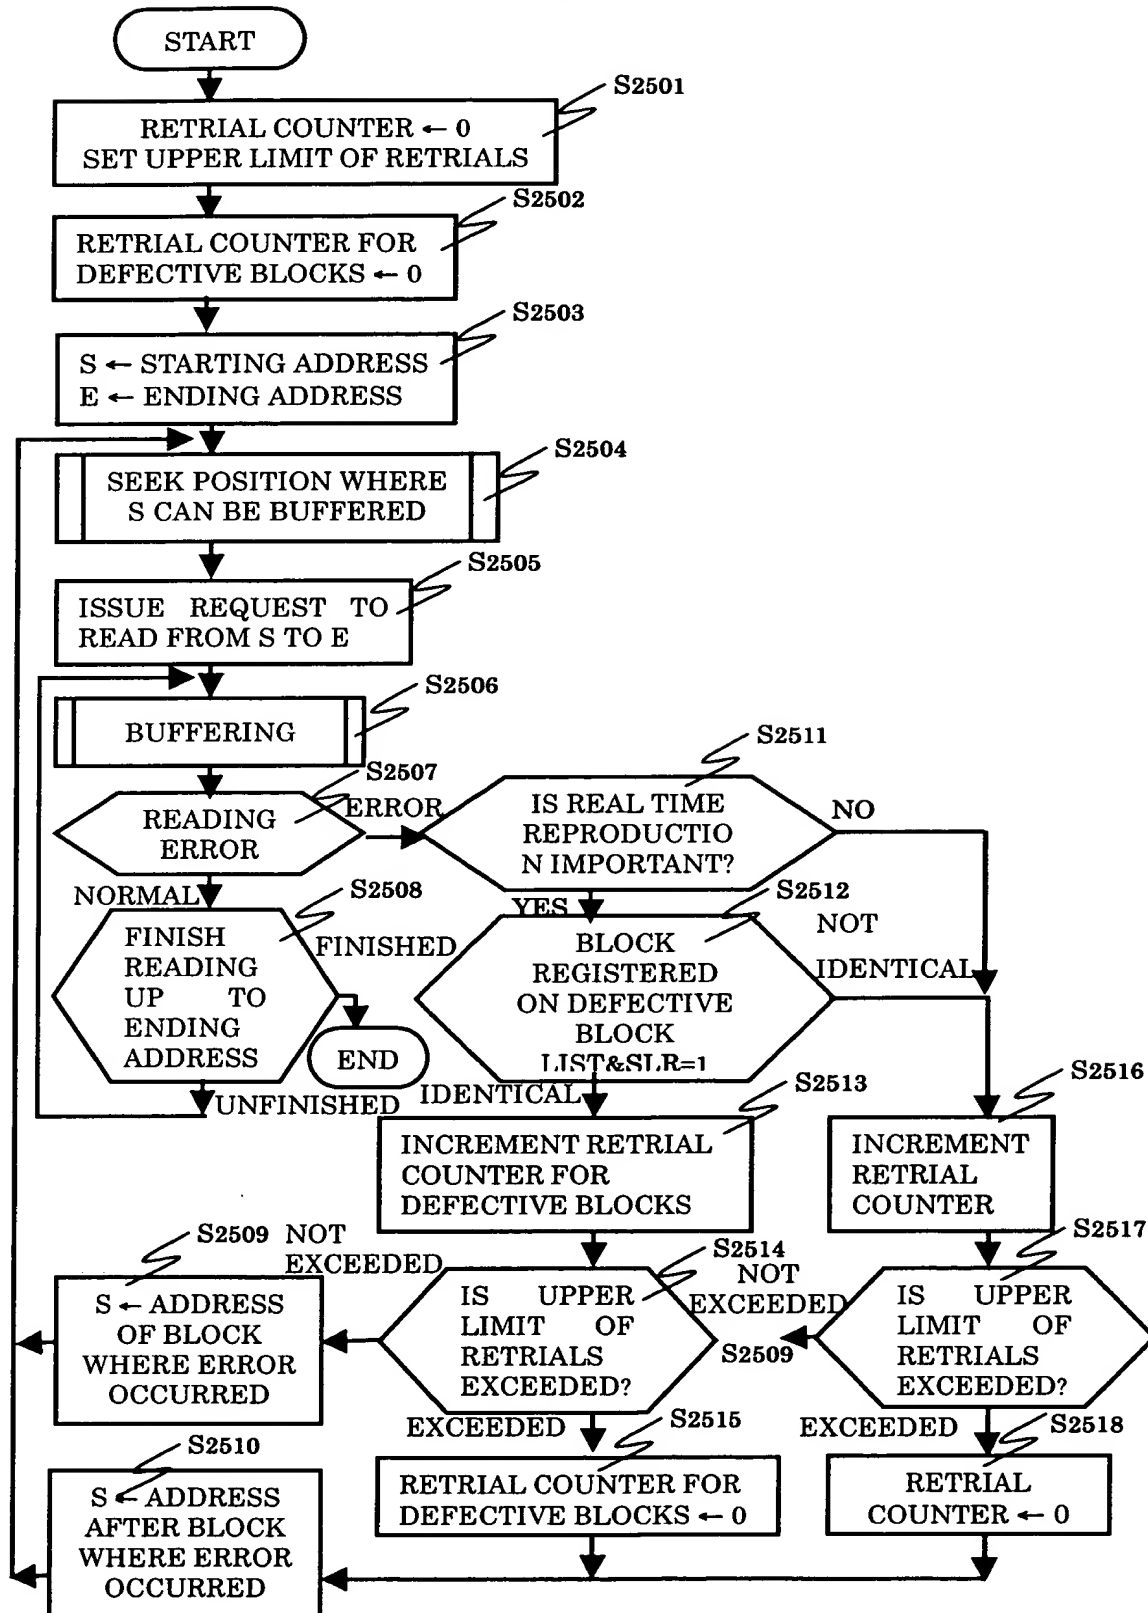 START
S2501
RETRIAL COUNTER ← 0
SET UPPER LIMIT OF RETRIALS
S2502
RETRIAL COUNTER FOR
DEFECTIVE BLOCKS ← 0
S2503
S ← STARTING ADDRESS
E ← ENDING ADDRESS
S2504
SEEK POSITION WHERE
S CAN BE BUFFERED
S2505
ISSUE REQUEST TO
READ FROM S TO E
S2506
BUFFERING
S2507
READING
ERROR
ERROR
NORMAL
S2511
IS REAL TIME
REPRODUCTIO
N IMPORTANT?
NO
YES
S2508
FINISH
READING
UP TO
ENDING
ADDRESS
FINISHED
END
UNFINISHED
S2512
BLOCK
REGISTERED
ON DEFECTIVE
BLOCK
LIST&SLR=1
NOT
IDENTICAL
IDENTICAL
S2513
INCREMENT RETRIAL
COUNTER FOR
DEFECTIVE BLOCKS
S2516
INCREMENT
RETRIAL
COUNTER
S2509
NOT
EXCEEDED
S ← ADDRESS
OF BLOCK
WHERE ERROR
OCCURRED
S2514
IS UPPER
LIMIT OF
RETRIALS
EXCEEDED?
NOT
EXCEEDED
S2509
S2517
IS UPPER
LIMIT OF
RETRIALS
EXCEEDED?
EXCEEDED
EXCEEDED
S2510
S ← ADDRESS
AFTER BLOCK
WHERE ERROR
OCCURRED
S2515
RETRIAL COUNTER FOR
DEFECTIVE BLOCKS ← 0
S2518
RETRIAL
COUNTER ← 0